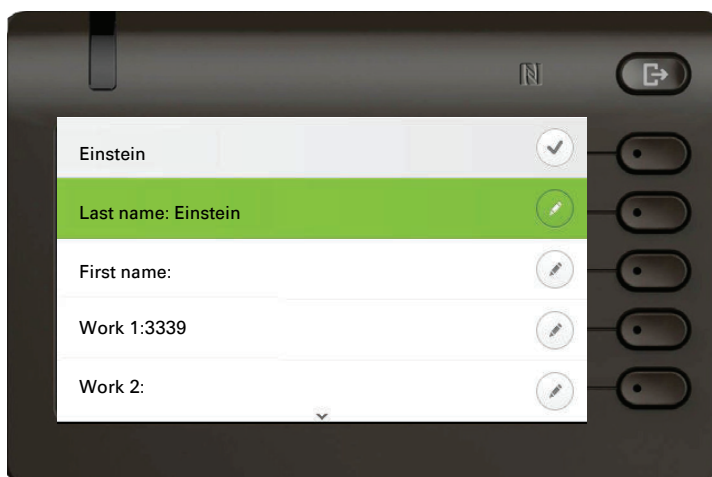 Einstein
Last name: Einstein
First name:
Work 1:3339
Work 2: